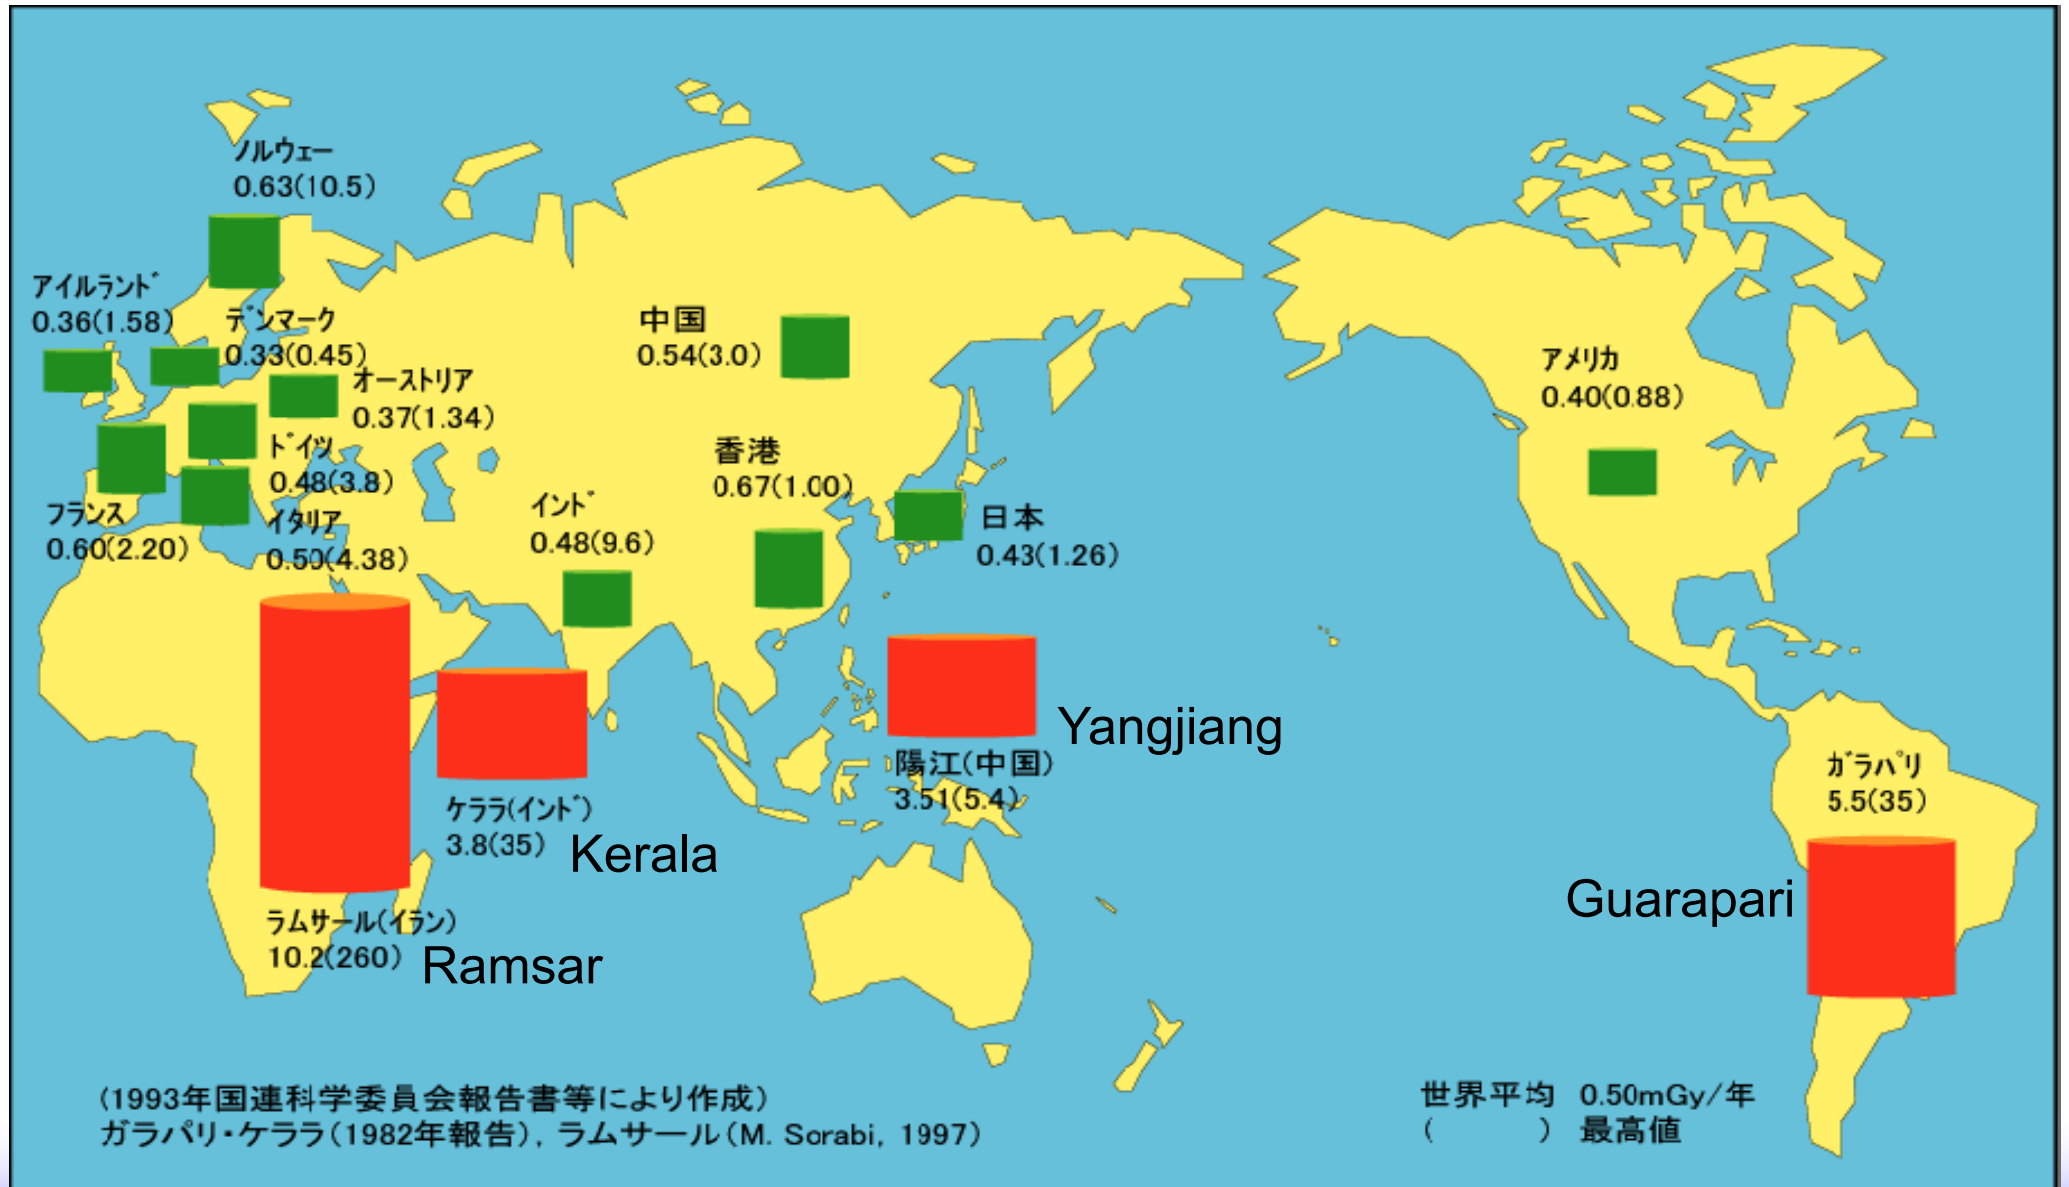 ノルウェー
0.63(10.5)
アイルランド
0.36(1.58)
デンマーク
0.33(0.45)
オーストリア
0.37(1.34)
ドイツ
0.48(3.8)
フランス
0.60(2.20)
イタリア
0.50(4.38)
中国
0.54(3.0)
香港
0.67(1.00)
インド
0.48(9.6)
日本
0.43(1.26)
アメリカ
0.40(0.88)
Yangjiang
陽江(中国)
3.51(5.4)
ケララ(インド)
3.8(35)
Kerala
ガラパリ
5.5(35)
Guarapari
ラムサール(イラン)
10.2(260)
Ramsar
(1993年国連科学委員会報告書等により作成)
ガラパリ・ケララ(1982年報告), ラムサール(M. Sorabi, 1997)
世界平均 0.50mGy/年
( ) 最高値